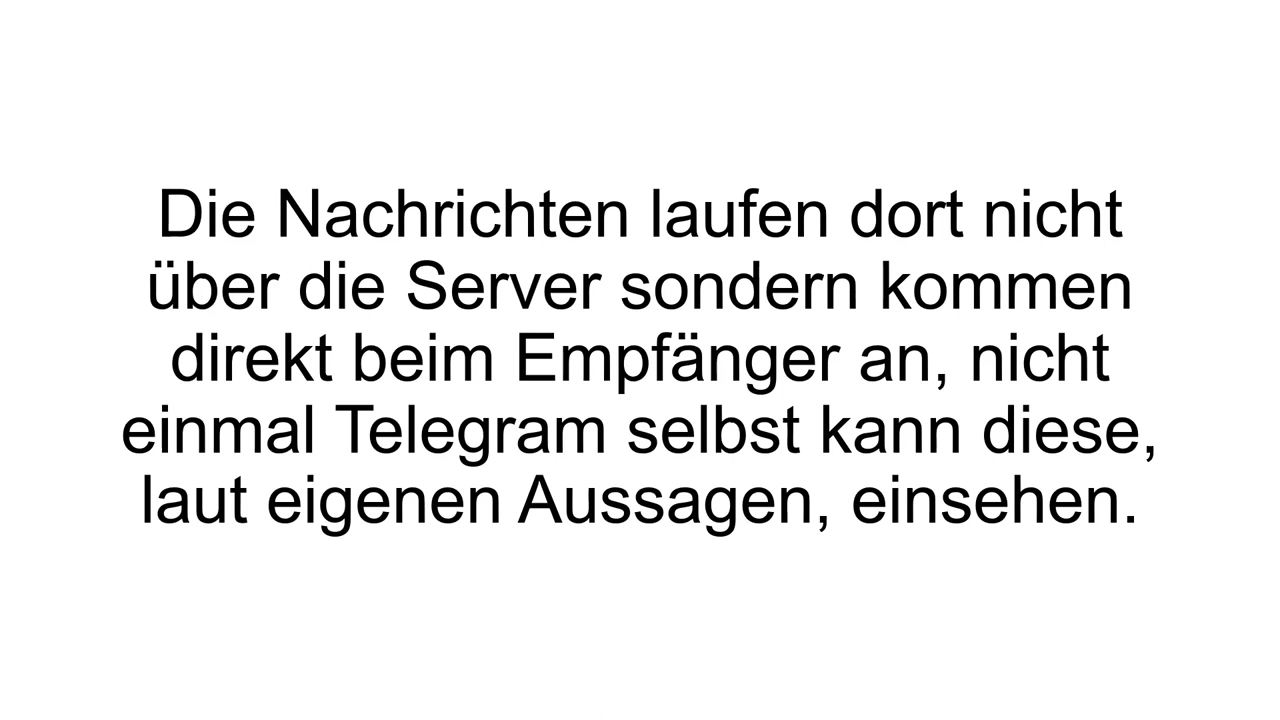 Die Nachrichten laufen dort nicht
über die Server sondern kommen
direkt beim Empfänger an, nicht
einmal Telegram selbst kann diese,
laut eigenen Aussagen, einsehen.